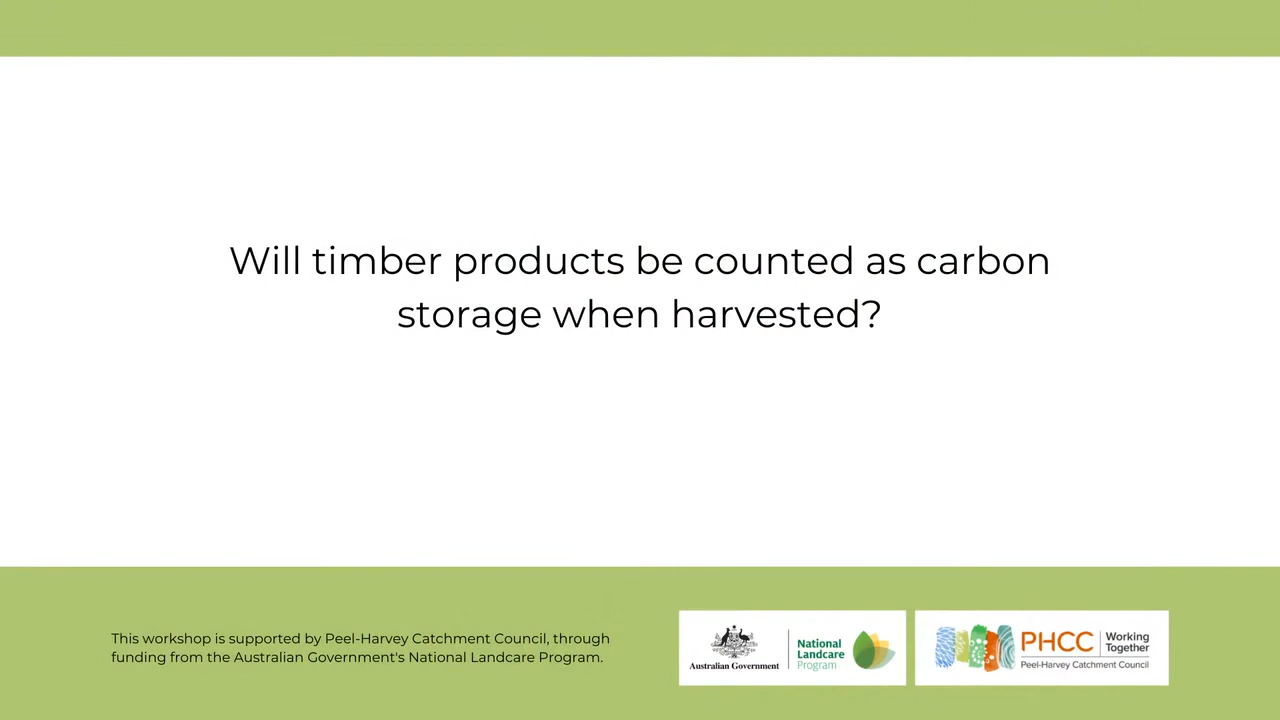 Will timber products be counted as carbon
storage when harvested?
This workshop is supported by Peel-Harvey Catchment Council, through
funding from the Australian Government's National Landcare Program.
Australian Government
National
Landcare
Program
PHCC
Working
Together
Peel-Harvey Catchment Council